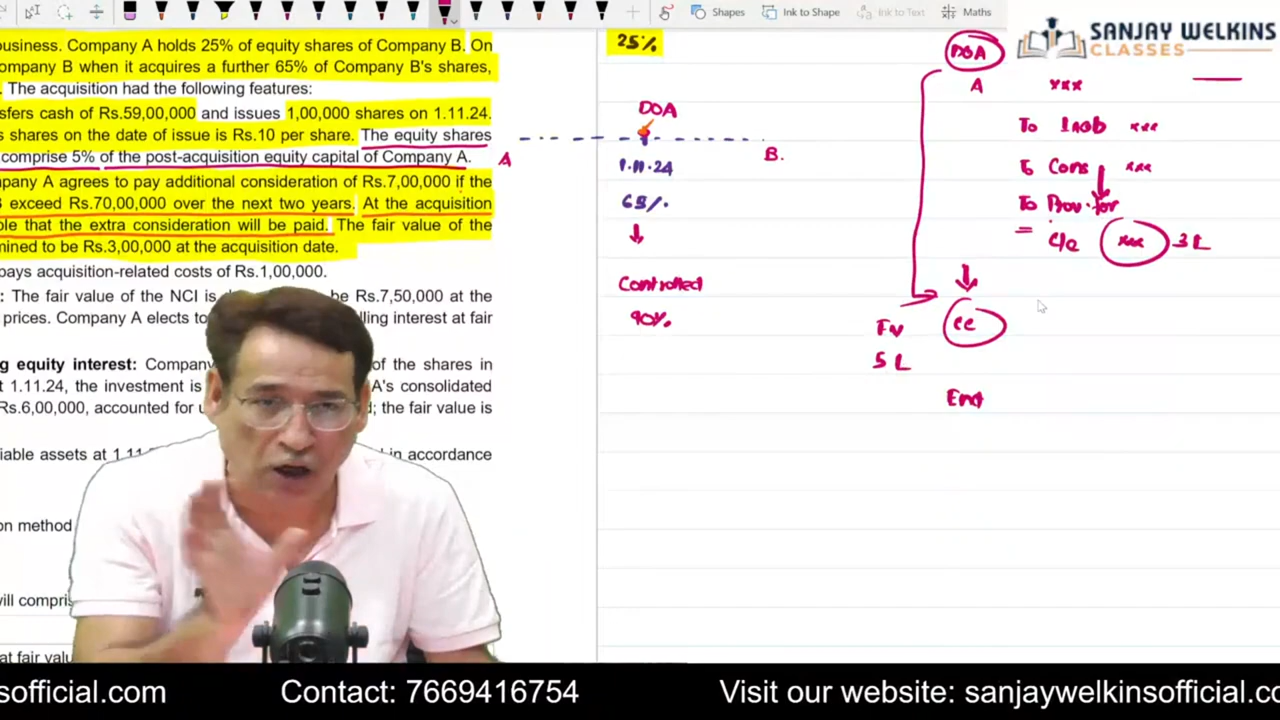 Shapes
Ink to Shape
Ink to Text
Maths
SANJAY WELKINS
CLASSES
business. Company A holds 25% of equity shares of Company B. On
ompany B when it acquires a further 65% of Company B's shares,
. The acquisition had the following features:
sfers cash of Rs.59,00,000 and issues 1,00,000 shares on 1.11.24.
s shares on the date of issue is Rs.10 per share. The equity shares
comprise 5% of the post-acquisition equity capital of Company A.
pany A agrees to pay additional consideration of Rs.7,00,000 if the
exceed Rs.70,00,000 over the next two years. At the acquisition
ble that the extra consideration will be paid. The fair value of the
mined to be Rs.3,00,000 at the acquisition date.
pays acquisition-related costs of Rs.1,00,000.
: The fair value of the NCI is be Rs.7,50,000 at the
prices. Company A elects to lling interest at fair
ng equity interest: Company of the shares in
t 1.11.24, the investment is A's consolidated
Rs.6,00,000, accounted for d; the fair value is
iable assets at 1.11 in accordance
on method
will compris
at fair valu
25%
DOA
A
B.
1.11.24
65%
Controlled
90%
DOA
A xxx
To Inob xxx
To Cons xxx
To Prov. for
C/C xxx 3L
FV CC
5 L
End
sofficial.com
Contact: 7669416754
Visit our website: sanjaywelkinsofficial.co